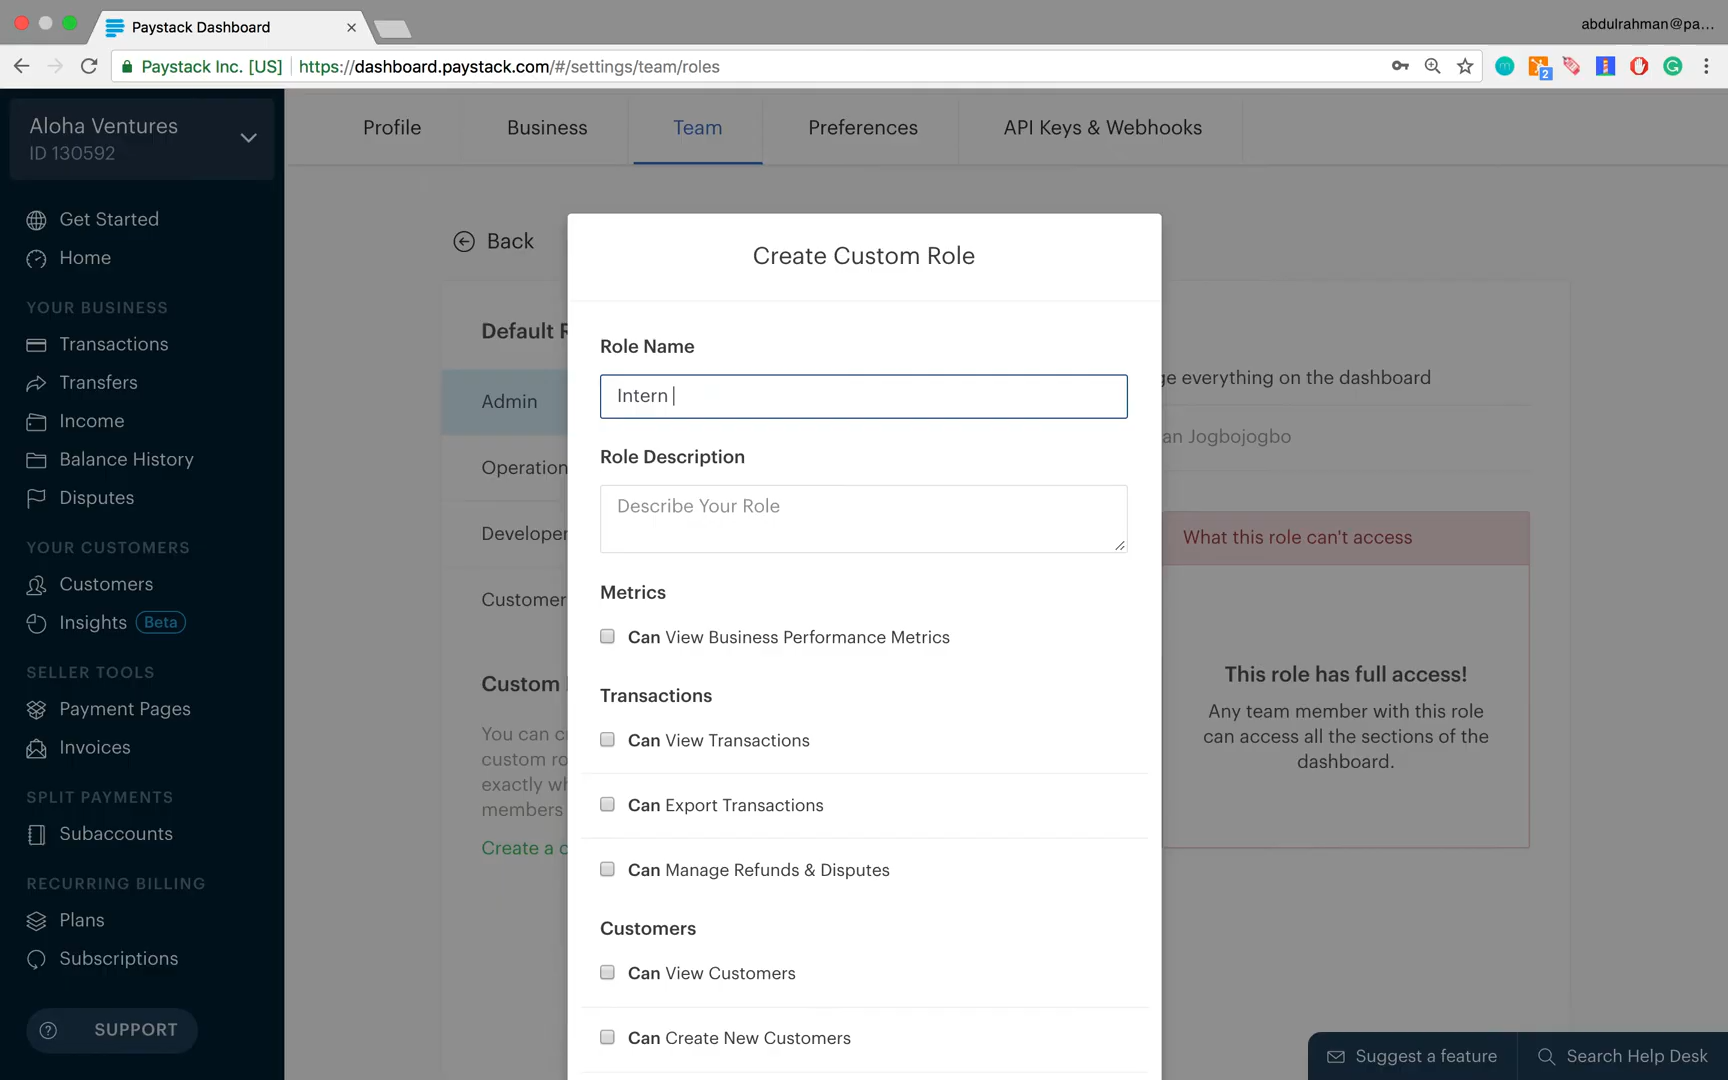 Paystack Dashboard
abdulrahman@pa...
Paystack Inc. [US]
https://dashboard.paystack.com/#/settings/team/roles
2
Aloha Ventures
ID 130592
Get Started
Home
YOUR BUSINESS
Transactions
Transfers
Income
Balance History
Disputes
YOUR CUSTOMERS
Customers
Insights Beta
SELLER TOOLS
Payment Pages
Invoices
SPLIT PAYMENTS
Subaccounts
RECURRING BILLING
Plans
Subscriptions
SUPPORT
Profile
Business
Team
Preferences
API Keys & Webhooks
Back
Default R
Admin
Operation
Developer
Customer
Custom
You can c
custom ro
exactly wh
members
Create a c
Create Custom Role
Role Name
Intern
Role Description
Describe Your Role
Metrics
Can View Business Performance Metrics
Transactions
Can View Transactions
Can Export Transactions
Can Manage Refunds & Disputes
Customers
Can View Customers
Can Create New Customers
ge everything on the dashboard
an Jogbojogbo
What this role can't access
This role has full access!
Any team member with this role
can access all the sections of the
dashboard.
Suggest a feature
Search Help Desk